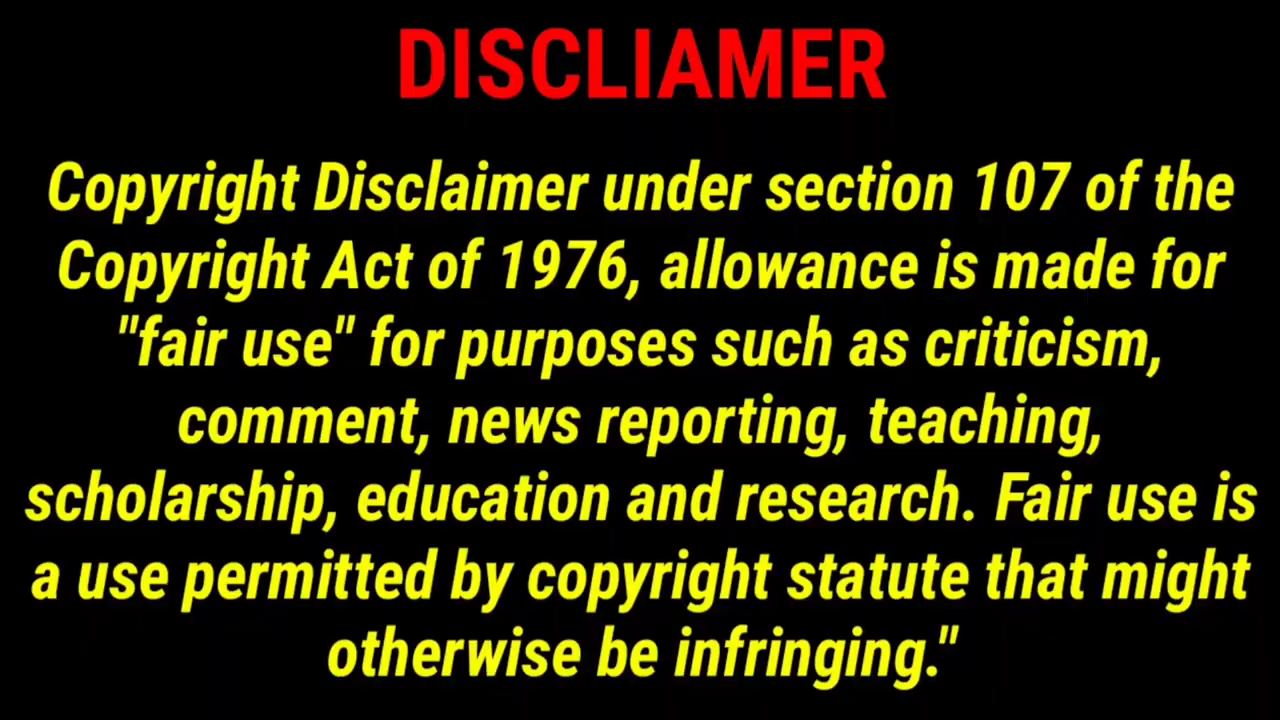 DISCLIAMER
Copyright Disclaimer under section 107 of the
Copyright Act of 1976, allowance is made for
"fair use" for purposes such as criticism,
comment, news reporting, teaching,
scholarship, education and research. Fair use is
a use permitted by copyright statute that might
otherwise be infringing."